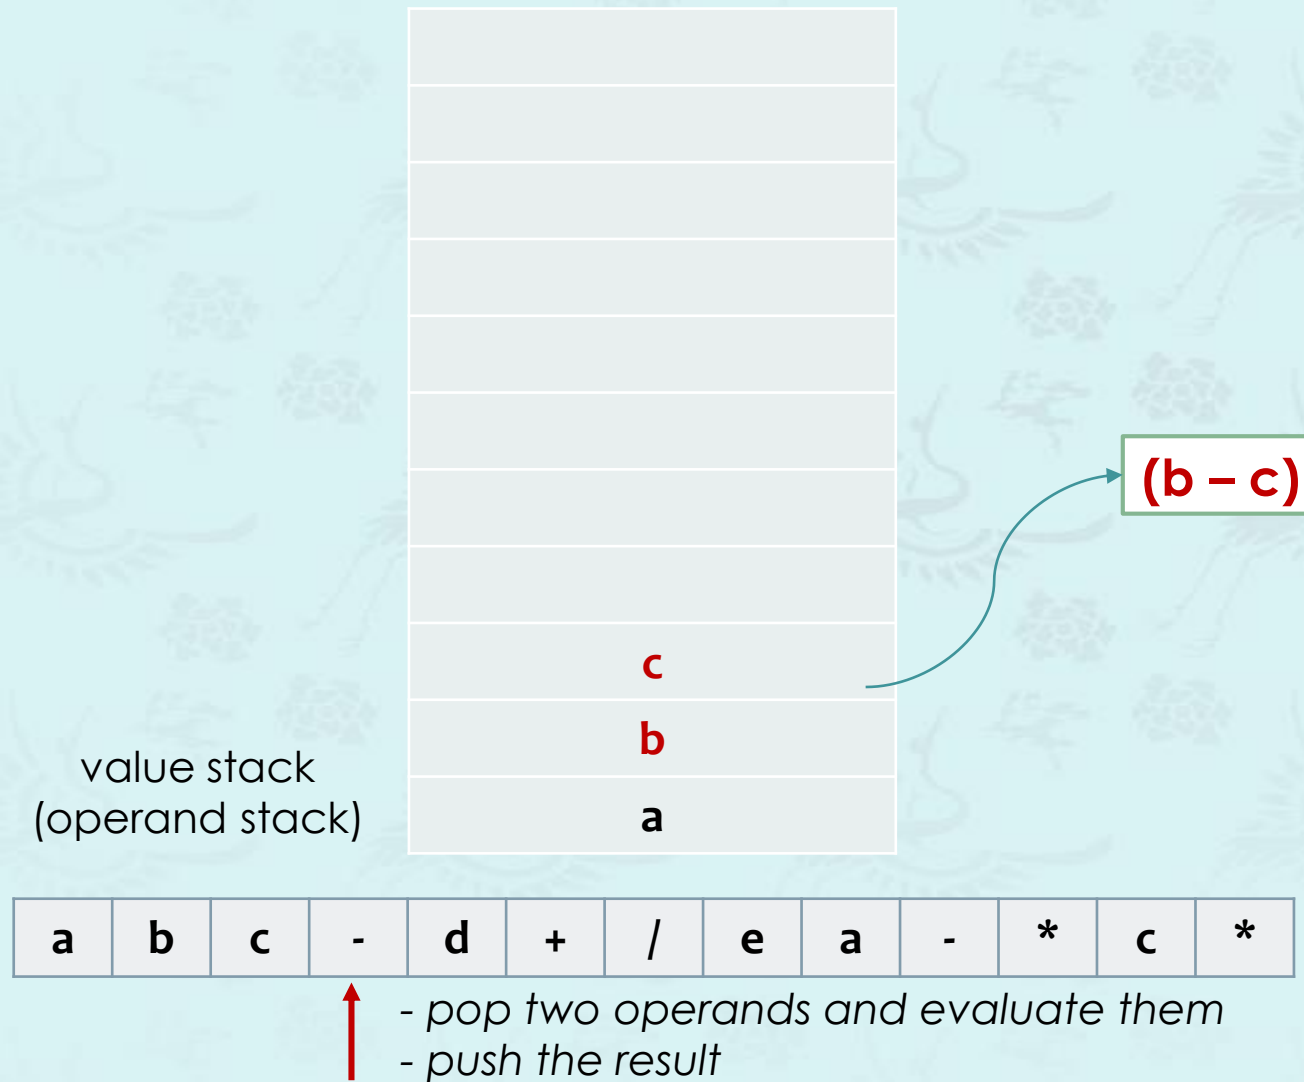 (b – c)
c
b
a
value stack
(operand stack)
a b c - d + / e a - * c *
- pop two operands and evaluate them
- push the result